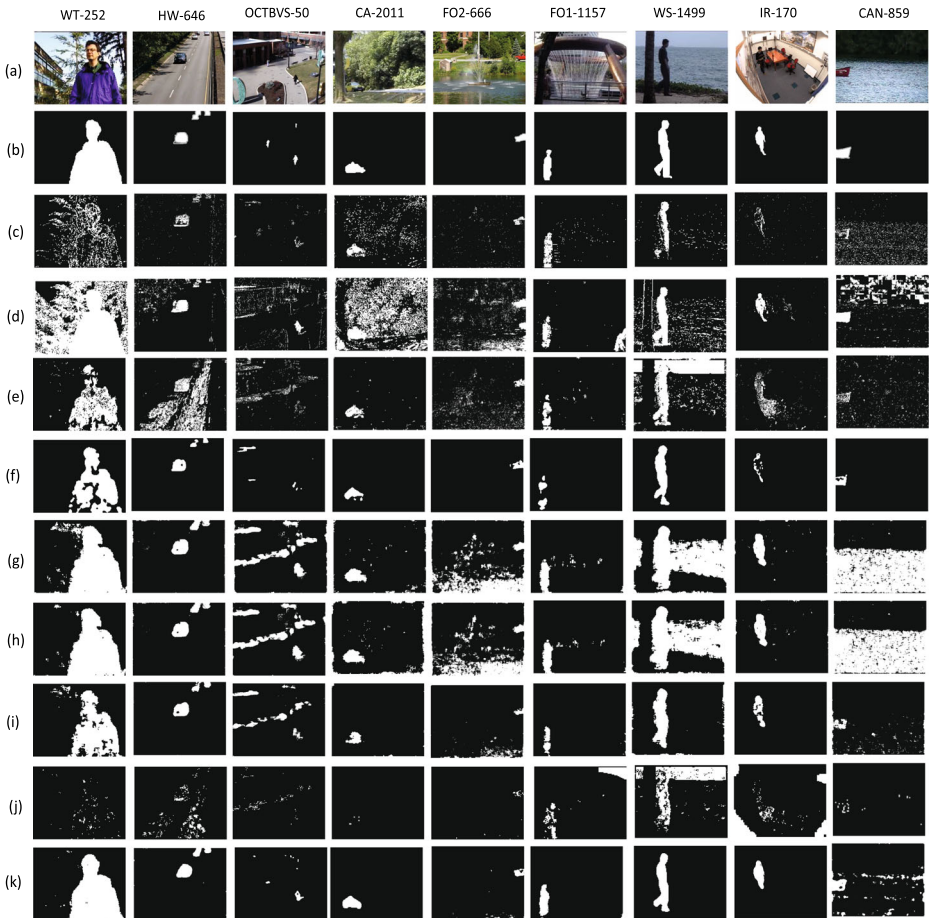 WT-252 HW-646 OCTBVS-50 CA-2011 FO2-666 FO1-1157 WS-1499 IR-170 CAN-859
(a)
(b)
(c)
(d)
(e)
(f)
(g)
(h)
(i)
(j)
(k)